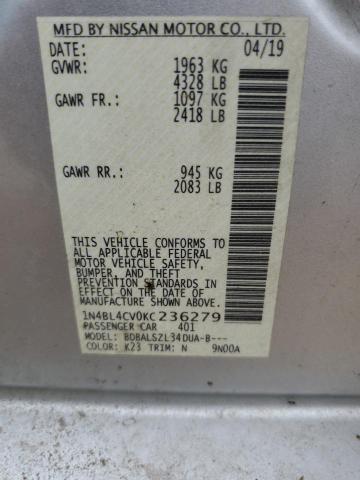 MFD BY NISSAN MOTOR CO., LTD.
DATE: 04/19
GVWR: 1963 KG
4328 LB
GAWR FR.: 1097 KG
2418 LB
GAWR RR.: 945 KG
2083 LB
THIS VEHICLE CONFORMS TO
ALL APPLICABLE FEDERAL
MOTOR VEHICLE SAFETY,
BUMPER, AND THEFT
PREVENTION STANDARDS IN
EFFECT ON THE DATE OF
MANUFACTURE SHOWN ABOVE.
1N4BL4CV0KC236279
PASSENGER CAR 401
MODEL: BDBALSZL34DUA-B---
COLOR: K23 TRIM: N 9N00A